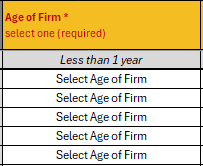 Age of Firm *
select one (required)
Less than 1 year
Select Age of Firm
Select Age of Firm
Select Age of Firm
Select Age of Firm
Select Age of Firm